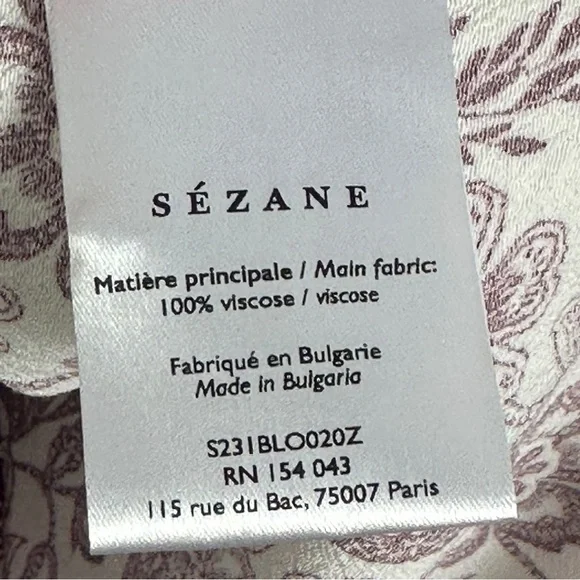 SÉZANE
Matière principale / Main fabric:
100% viscose / viscose
Fabriqué en Bulgarie
Made in Bulgaria
S231BLO020Z
RN 154 043
115 rue du Bac, 75007 Paris